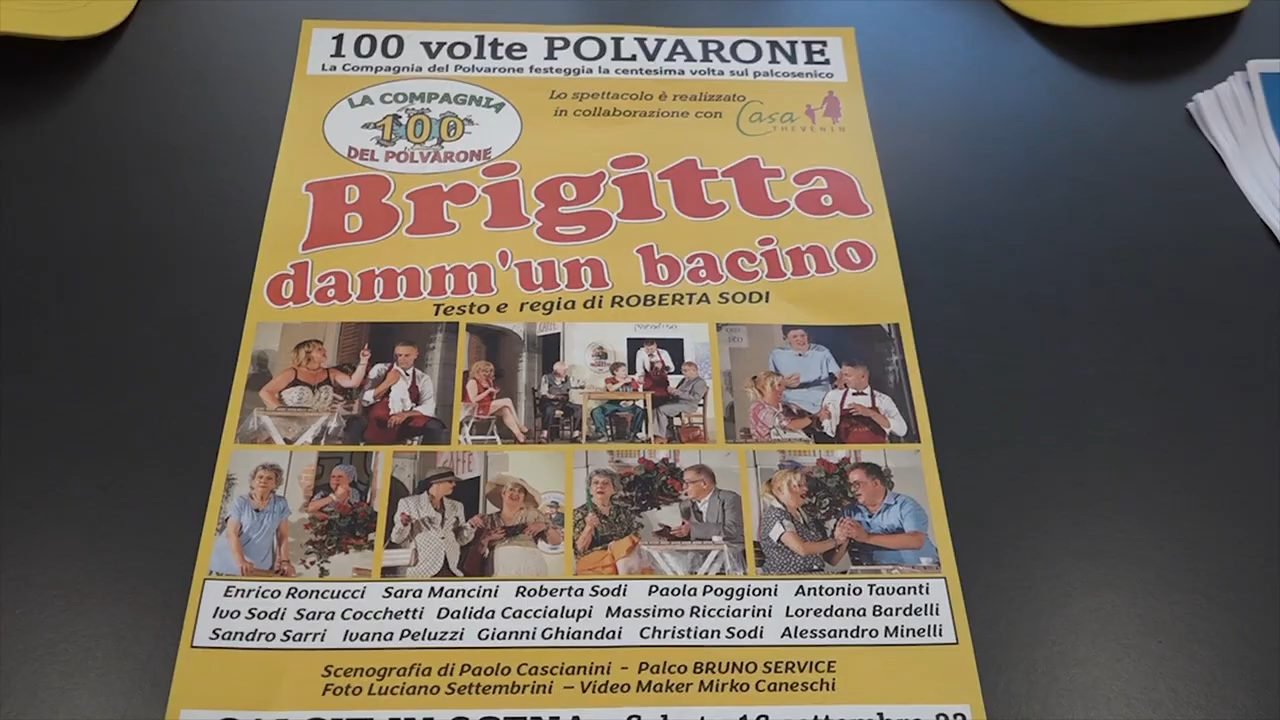 100 volte POLVARONE
La Compagnia del Polvarone festeggia la centesima volta sul palcosenico
LA COMPAGNIA
100
DEL POLVARONE
Lo spettacolo è realizzato
in collaborazione con
Casa
THEVENIN
Brigitta
damm'un bacino
Testo e regia di ROBERTA SODI
Enrico Roncucci Sara Mancini Roberta Sodi Paola Poggioni Antonio Tavanti
Ivo Sodi Sara Cocchetti Dalida Caccialupi Massimo Ricciarini Loredana Bardelli
Sandro Sarri Ivana Peluzzi Gianni Ghiandai Christian Sodi Alessandro Minelli
Scenografia di Paolo Cascianini - Palco BRUNO SERVICE
Foto Luciano Settembrini – Video Maker Mirko Caneschi